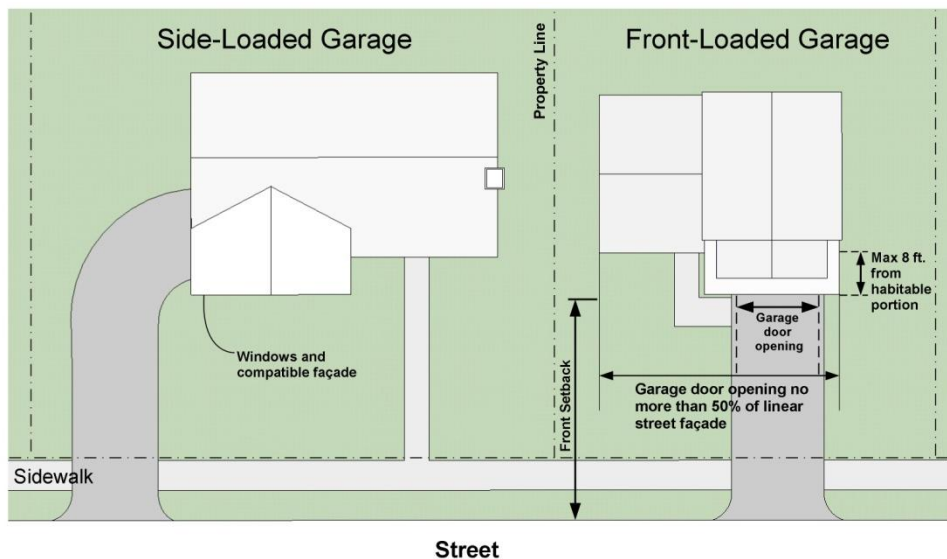 Side-Loaded Garage
Property Line
Front-Loaded Garage
Max 8 ft.
from
habitable
portion
Garage
door
opening
Windows and
compatible façade
Front Setback
Garage door opening no
more than 50% of linear
street façade
Sidewalk
Street